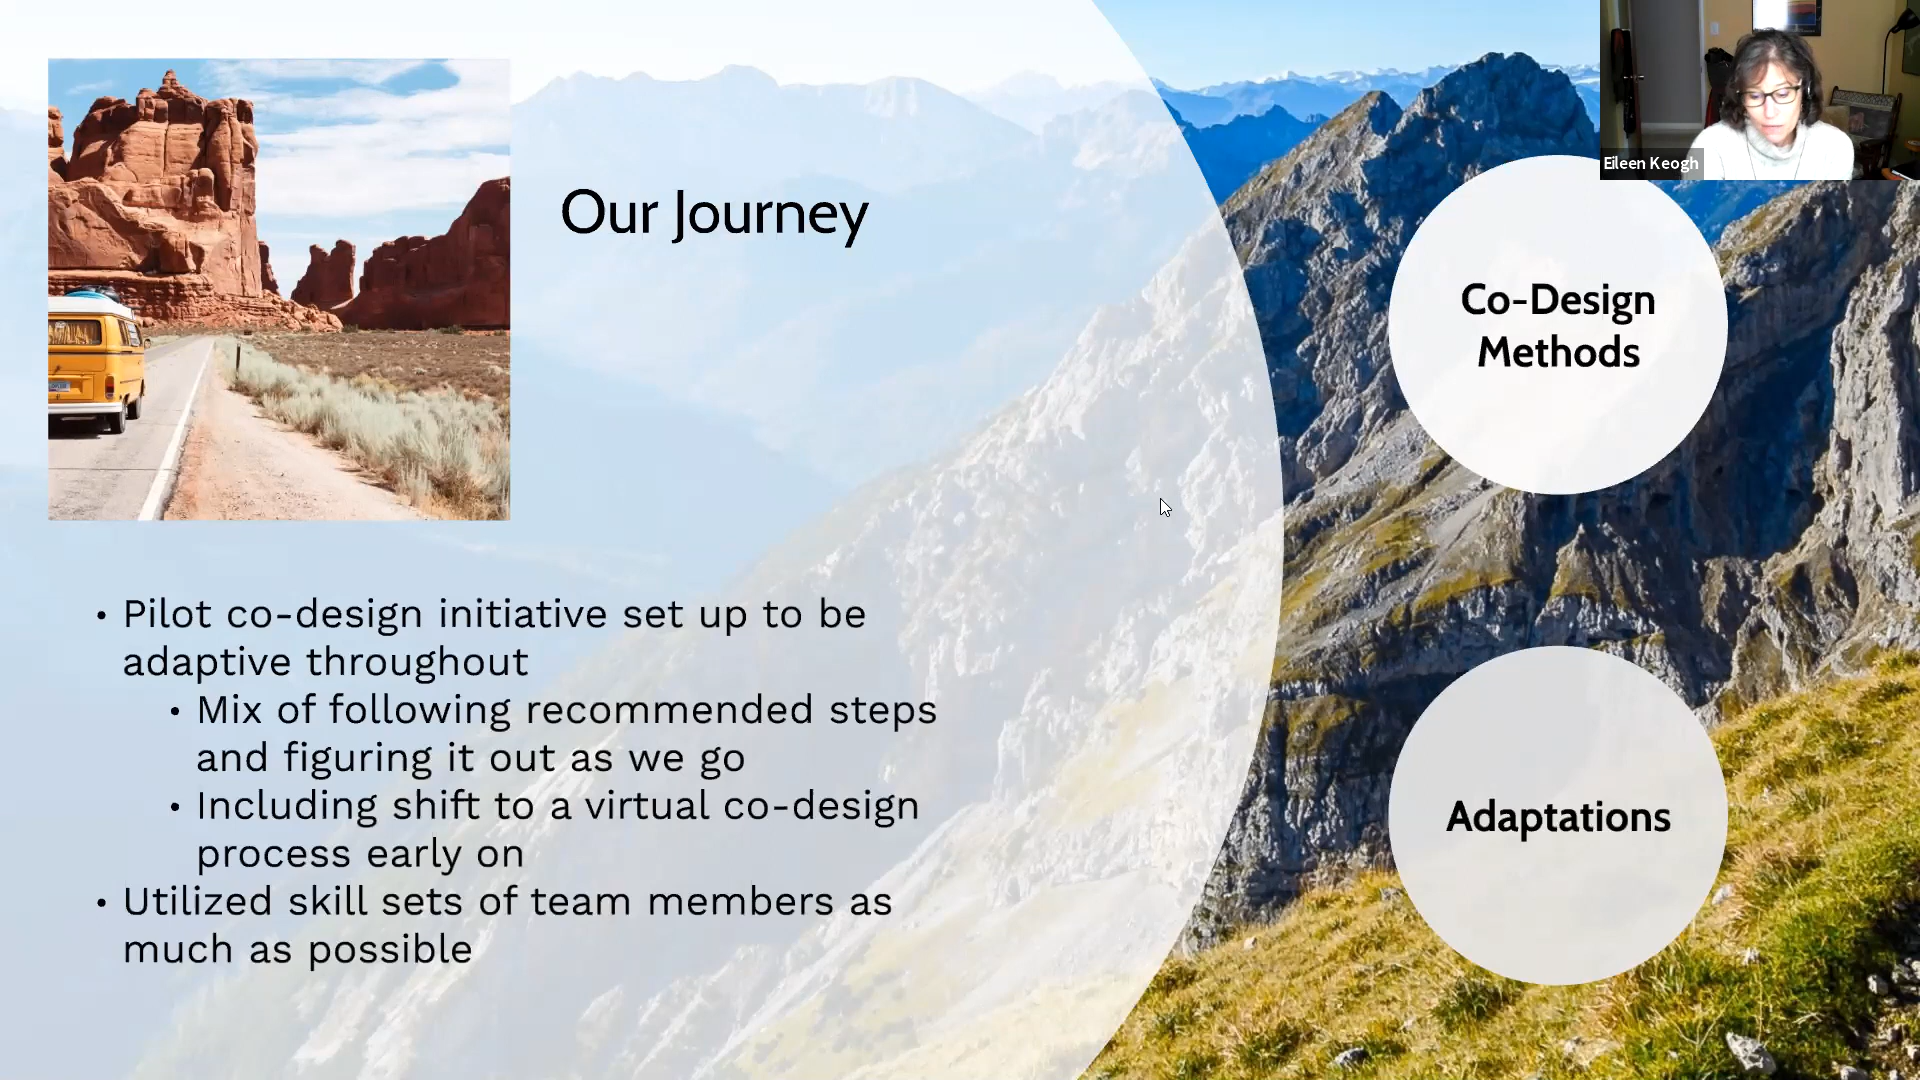 Our Journey
• Pilot co-design initiative set up to be
adaptive throughout
• Mix of following recommended steps
and figuring it out as we go
• Including shift to a virtual co-design
process early on
• Utilized skill sets of team members as
much as possible
Co-Design
Methods
Adaptations
Eileen Keogh